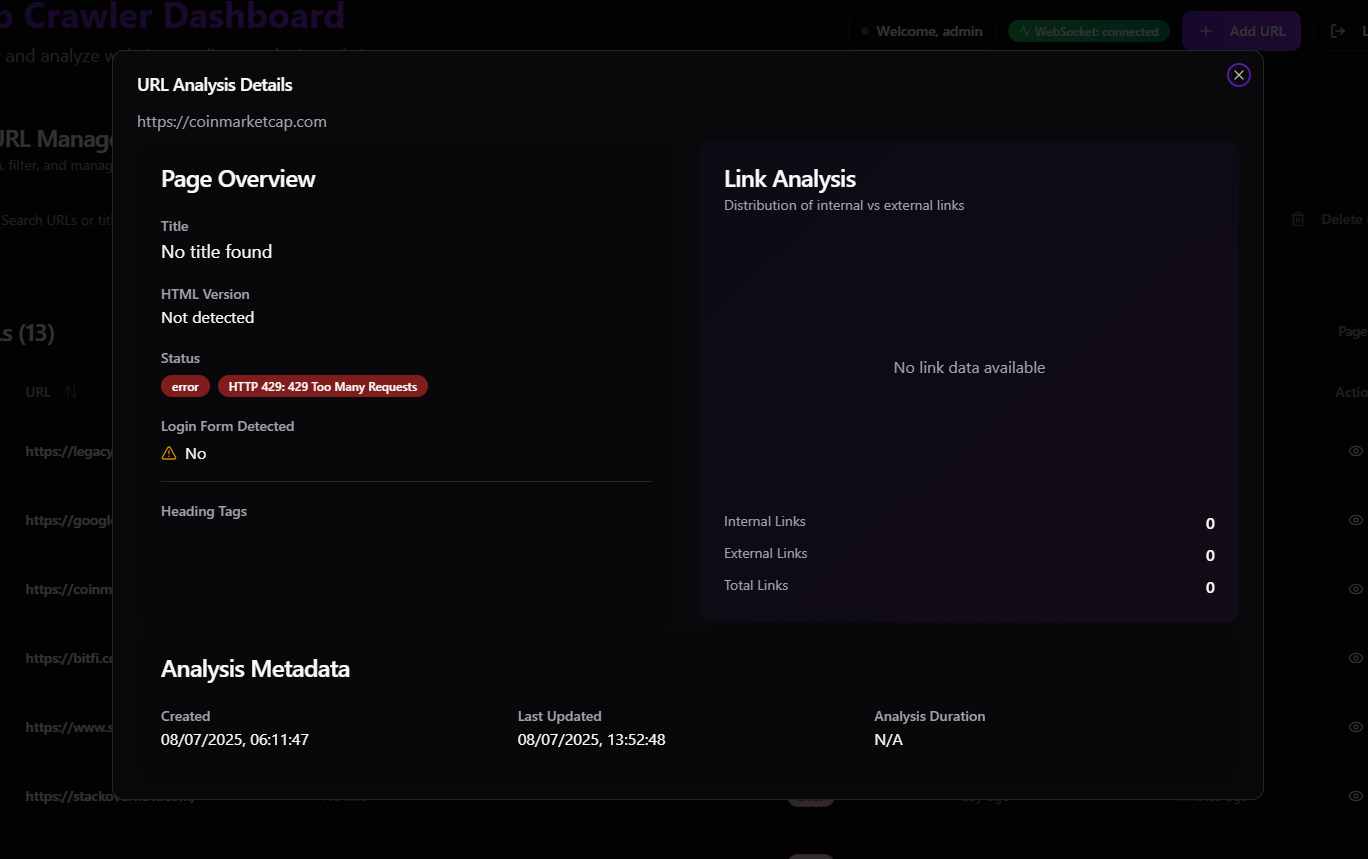 Crawler Dashboard
and analyze
Welcome, admin
WebSocket: connected
Add URL
URL Analysis Details
https://coinmarketcap.com
URL
, filter, and manag
Search URLs or
Delete
Page Overview
Link Analysis
Distribution of internal vs external links
Title
No title found
HTML Version
Not detected
(13)
Page
Status
error
HTTP 429: 429 Too Many Requests
No link data available
URL
Actio
Login Form Detected
No
https://legacy
Heading Tags
https://googl
Internal Links
0
External Links
0
Total Links
0
https://coinm
https://bitfi.c
Analysis Metadata
Created
Last Updated
Analysis Duration
08/07/2025, 06:11:47
08/07/2025, 13:52:48
N/A
https://www.s